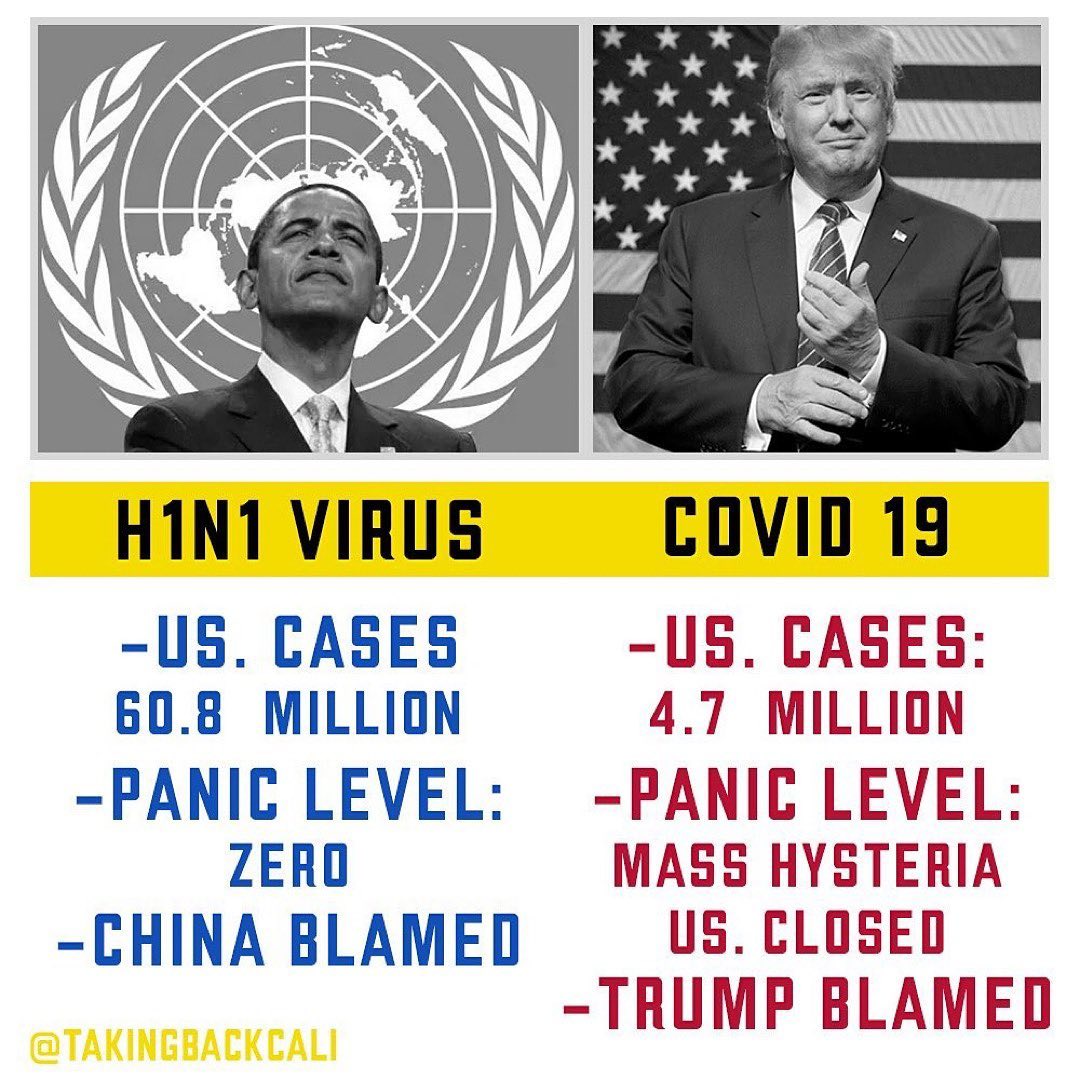 H1N1 VIRUS
COVID 19
-US. CASES
60.8 MILLION
-PANIC LEVEL:
ZERO
-CHINA BLAMED
-US. CASES:
4.7 MILLION
-PANIC LEVEL:
MASS HYSTERIA
US. CLOSED
-TRUMP BLAMED
@TAKINGBACKCALI